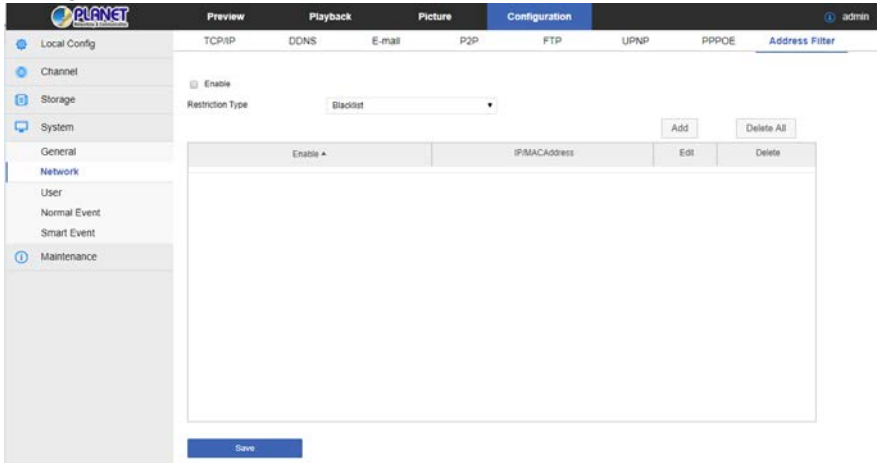 PLANET
Networking & Communication
Preview Playback Picture Configuration admin
Local Config
Channel
Storage
System
General
Network
User
Normal Event
Smart Event
Maintenance
TCP/IP DDNS E-mail P2P FTP UPNP PPPOE Address Filter
Enable
Restriction Type Blacklist
Add Delete All
Enable IP/MACAddress Edit Delete
Save